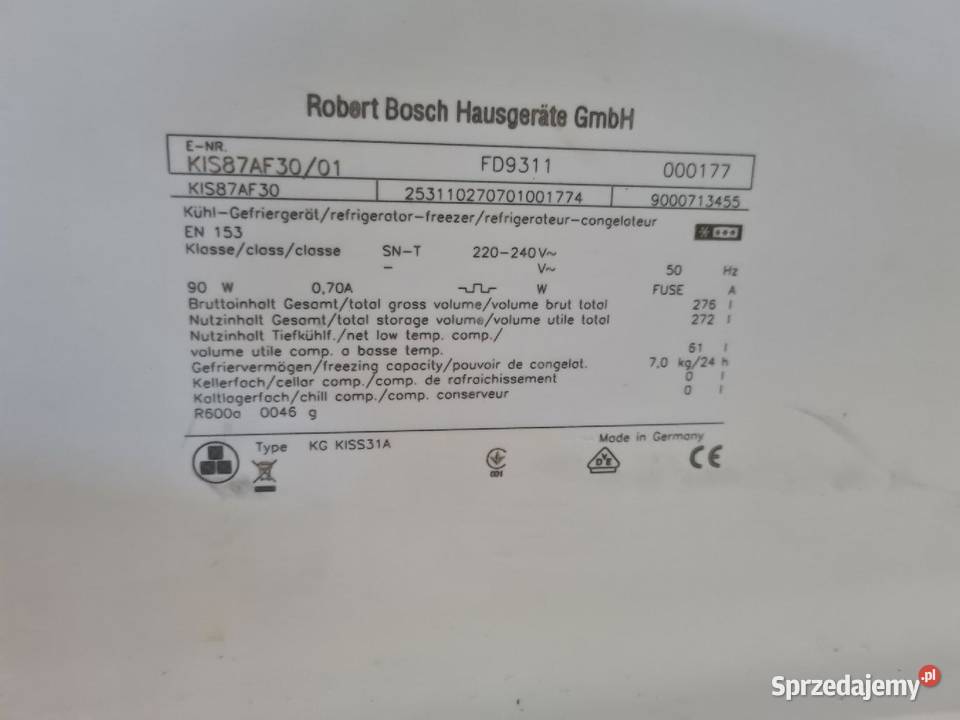 Robert Bosch Hausgeräte GmbH
E-NR.
KIS87AF30/01 FD9311 000177
KIS87AF30 253110270701001774 9000713455
Kühl-Gefriergerät/refrigerator-freezer/refrigerateur-congelateur
EN 153
Klasse/class/classe SN-T 220-240V~
- V~ 50 Hz
90 W 0,70A W FUSE A
Bruttoinhalt Gesamt/total gross volume/volume brut total 276 l
Nutzinhalt Gesamt/total storage volume/volume utile total 272 l
Nutzinhalt Tiefkühlf./net low temp. comp./
volume utile comp. a basse temp. 61 l
Gefriervermögen/freezing capacity/pouvoir de congelat. 7,0 kg/24 h
Kellerfach/cellar comp./comp. de rafraichissement 0 l
Kaltlagerfach/chill comp./comp. conserveur 0 l
R600a 0046 g
Made in Germany
Type KG KISS31A
001
VDE
CE
Sprzedajemy.pl